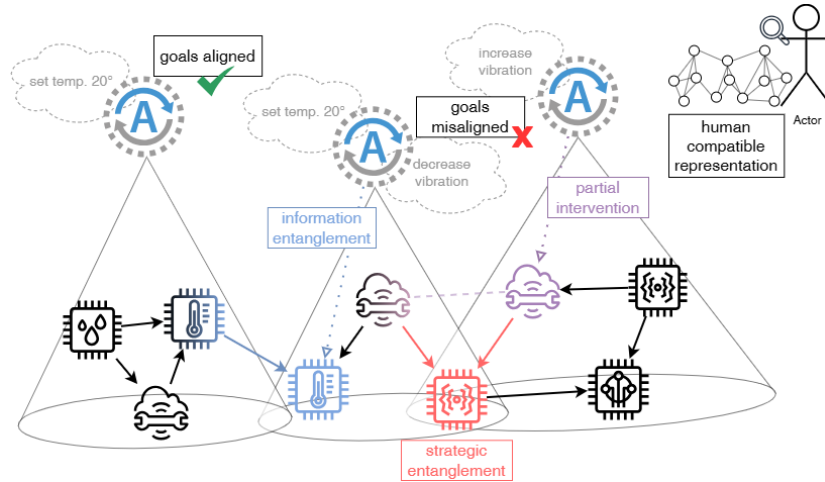 goals aligned
set temp. 20°
A
increase
vibration
A
set temp. 20°
A
goals
misaligned
X
decrease
vibration
Actor
human
compatible
representation
information
entanglement
partial
intervention
strategic
entanglement